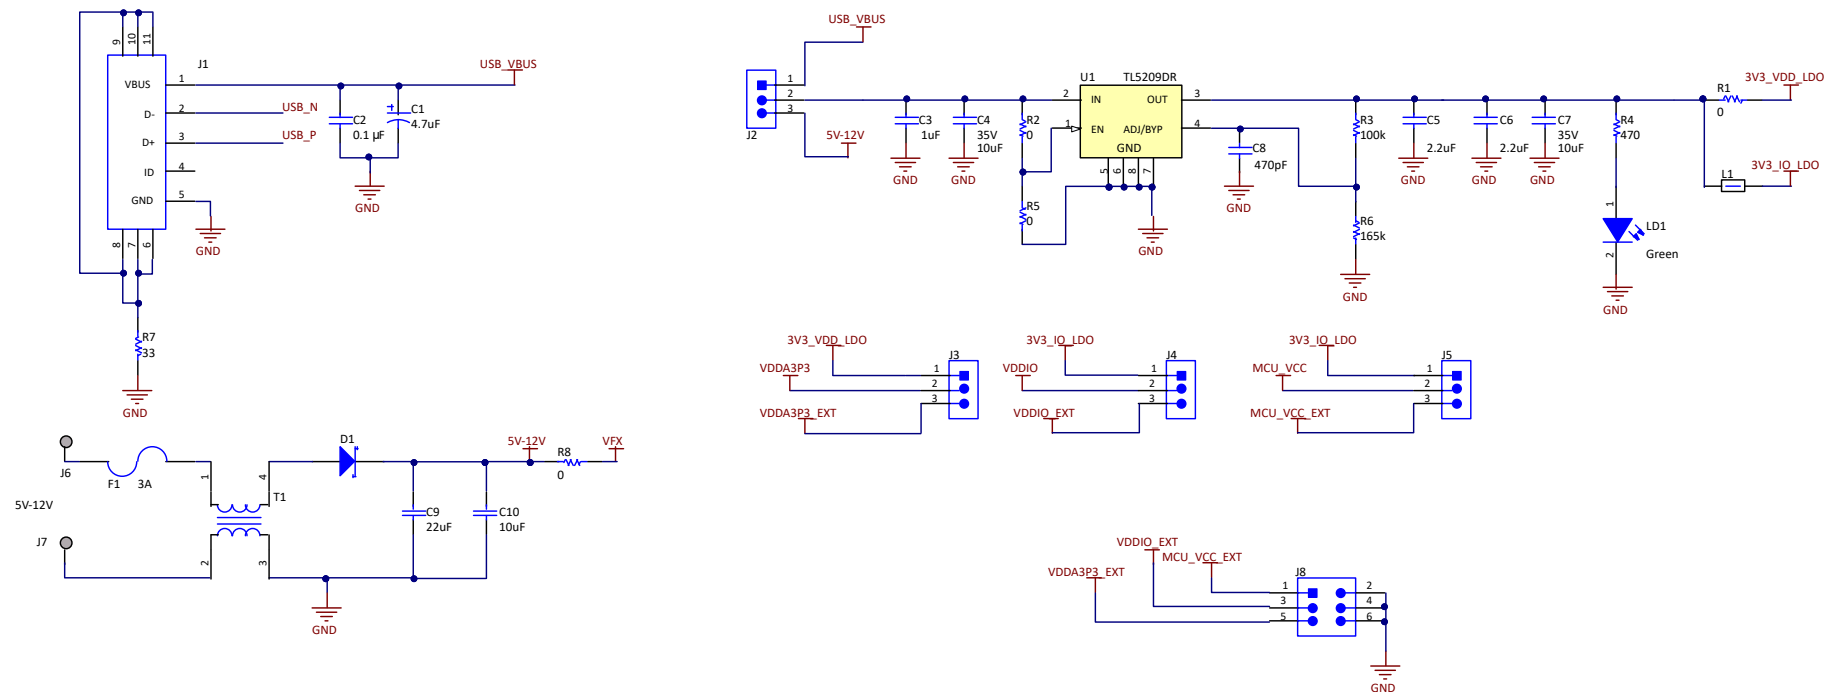 9
10
11
J1
VBUS
D-
D+
ID
GND
1
2
3
4
5
8
7
6
USB_VBUS
USB_N
USB_P
C2
0.1 µF
C1
4.7uF
GND
GND
R7
33
GND
USB_VBUS
J2
1
2
3
5V-12V
C3
1uF
GND
C4
35V
10uF
GND
R2
0
R5
0
U1
TL5209DR
2
IN
OUT
3
1
EN
ADJ/BYP
4
GND
5
6
8
7
GND
C8
470pF
GND
R3
100k
R6
165k
GND
C5
2.2uF
GND
C6
2.2uF
GND
C7
35V
10uF
GND
R4
470
1
LD1
Green
2
GND
R1
0
3V3_VDD_LDO
L1
3V3_IO_LDO
3V3_VDD_LDO
VDDA3P3
VDDA3P3_EXT
J3
1
2
3
3V3_IO_LDO
VDDIO
VDDIO_EXT
J4
1
2
3
3V3_IO_LDO
MCU_VCC
MCU_VCC_EXT
J5
1
2
3
J6
F1
3A
5V-12V
J7
1
4
T1
2
3
D1
C9
22uF
C10
10uF
5V-12V
R8
0
VFX
GND
VDDIO_EXT
MCU_VCC_EXT
VDDA3P3_EXT
J8
1
2
3
4
5
6
GND